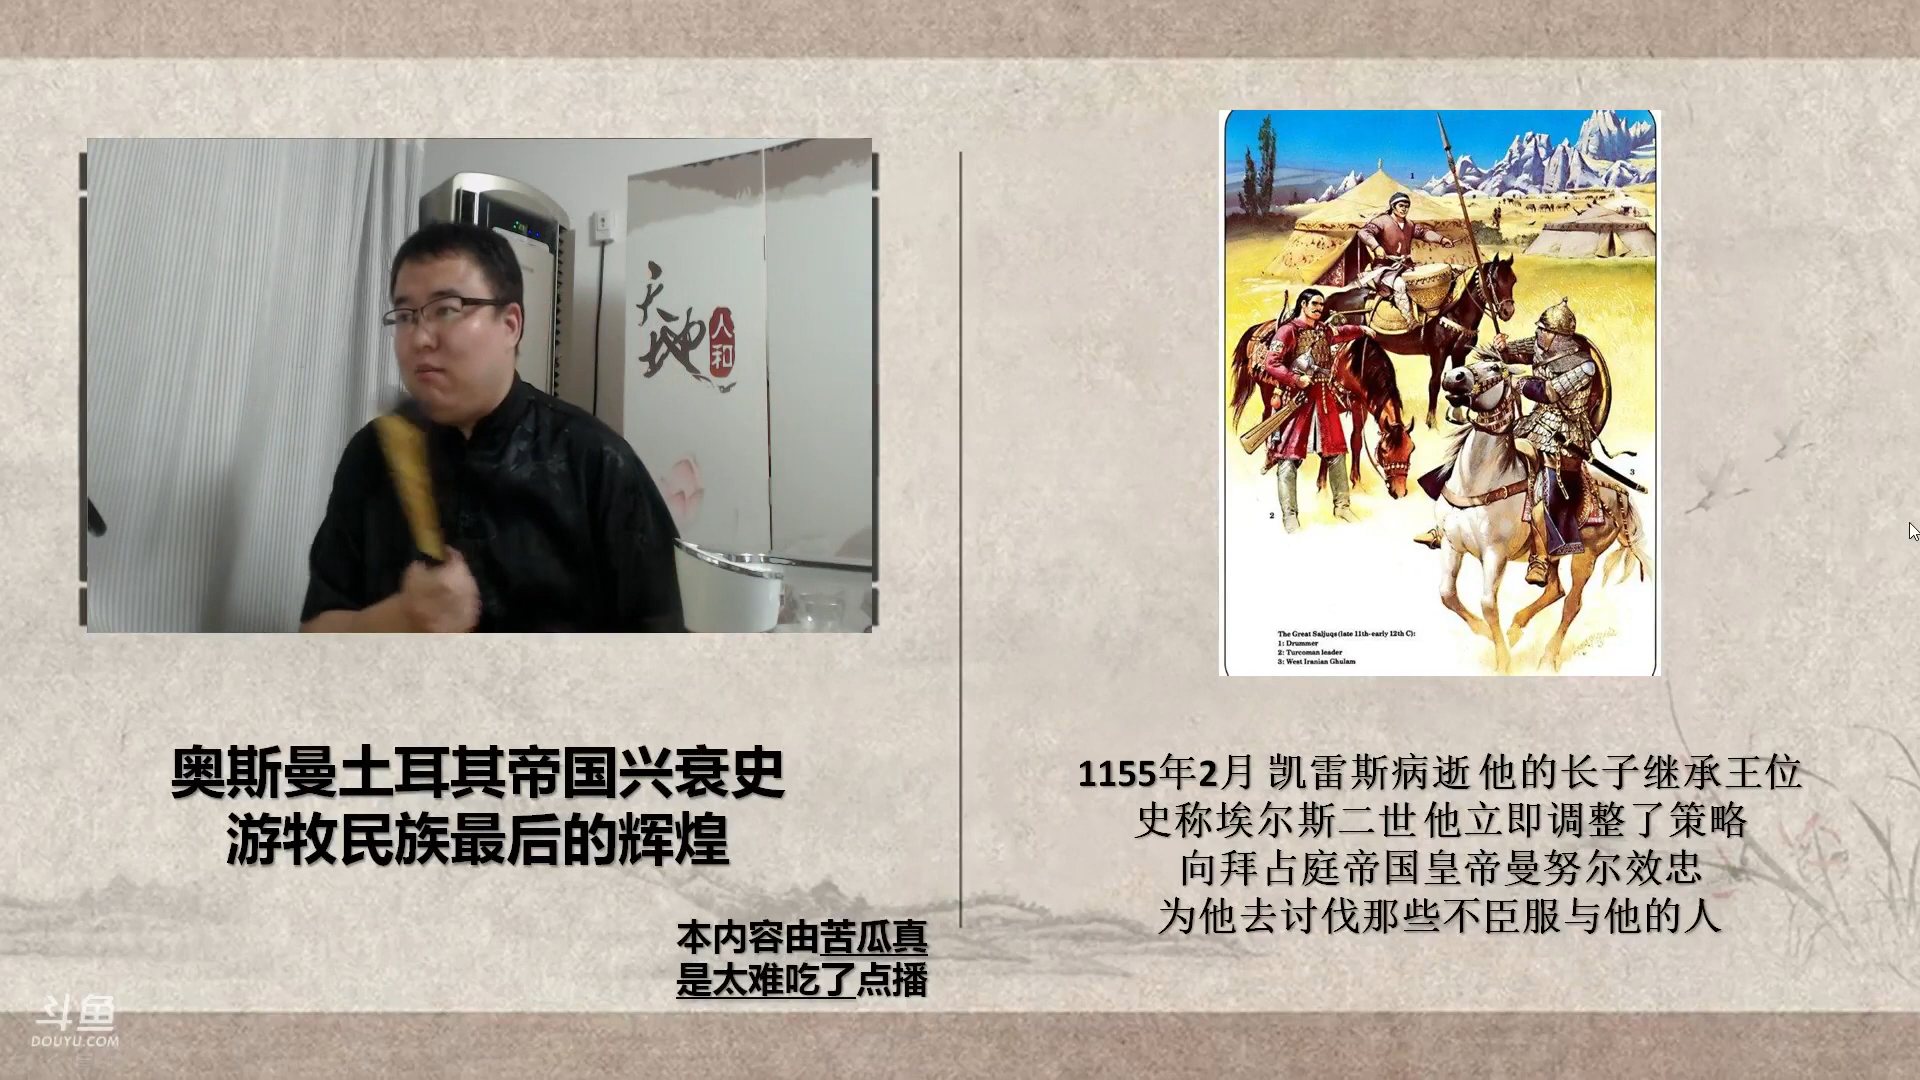 天地
人和
奥斯曼土耳其帝国兴衰史
游牧民族最后的辉煌
本内容由苦瓜真
是太难吃了点播
斗鱼
DOUYU.COM
1
2
3
The Great Saljuqs (late 11th-early 12th C):
1: Drummer
2: Turcoman leader
3: West Iranian Ghulam
1155年2月 凯雷斯病逝 他的长子继承王位
史称埃尔斯二世 他立即调整了策略
向拜占庭帝国皇帝曼努尔效忠
为他去讨伐那些不臣服与他的人